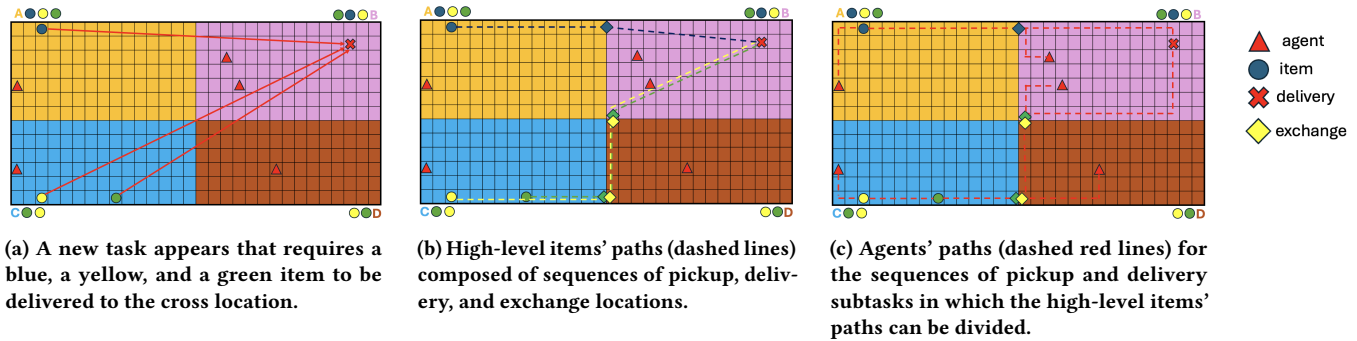 A B
A B
A B
agent
item
delivery
exchange
C D
C D
C D
(a) A new task appears that requires a
blue, a yellow, and a green item to be
delivered to the cross location.
(b) High-level items' paths (dashed lines)
composed of sequences of pickup, deliv-
ery, and exchange locations.
(c) Agents' paths (dashed red lines) for
the sequences of pickup and delivery
subtasks in which the high-level items'
paths can be divided.